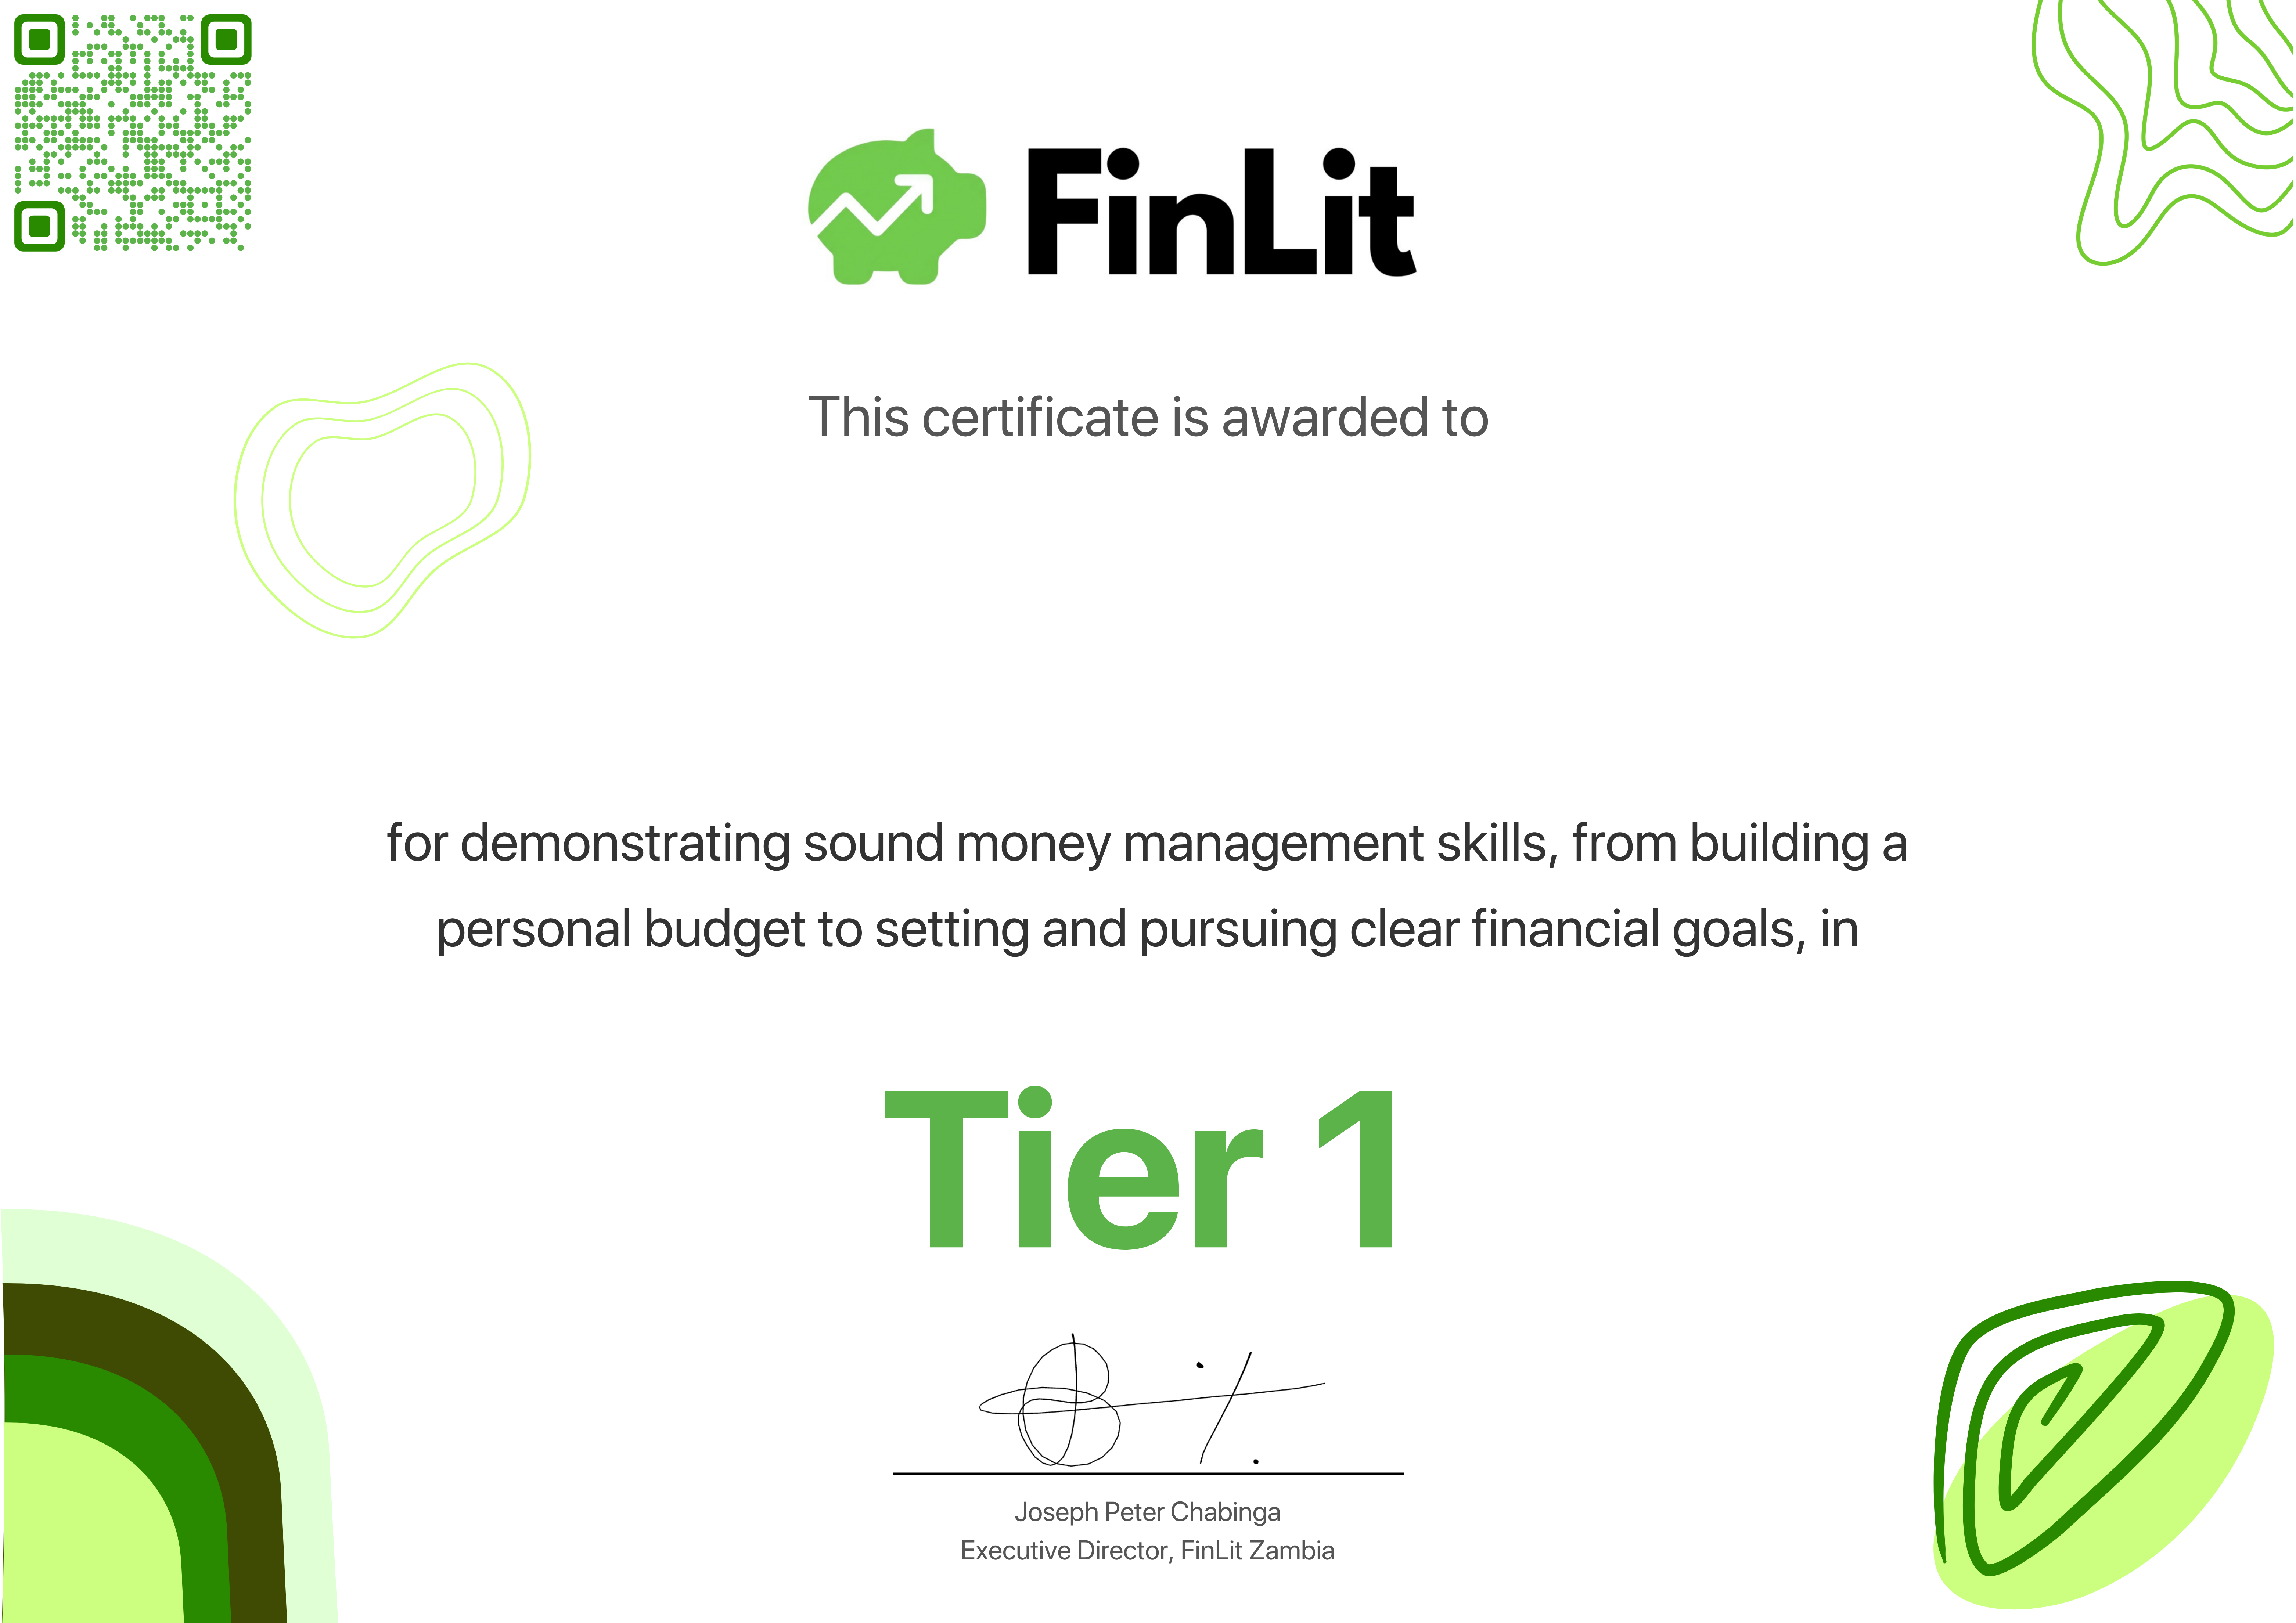 FinLit
This certificate is awarded to
for demonstrating sound money management skills, from building a
personal budget to setting and pursuing clear financial goals, in
Tier 1
Joseph Peter Chabinga
Executive Director, FinLit Zambia